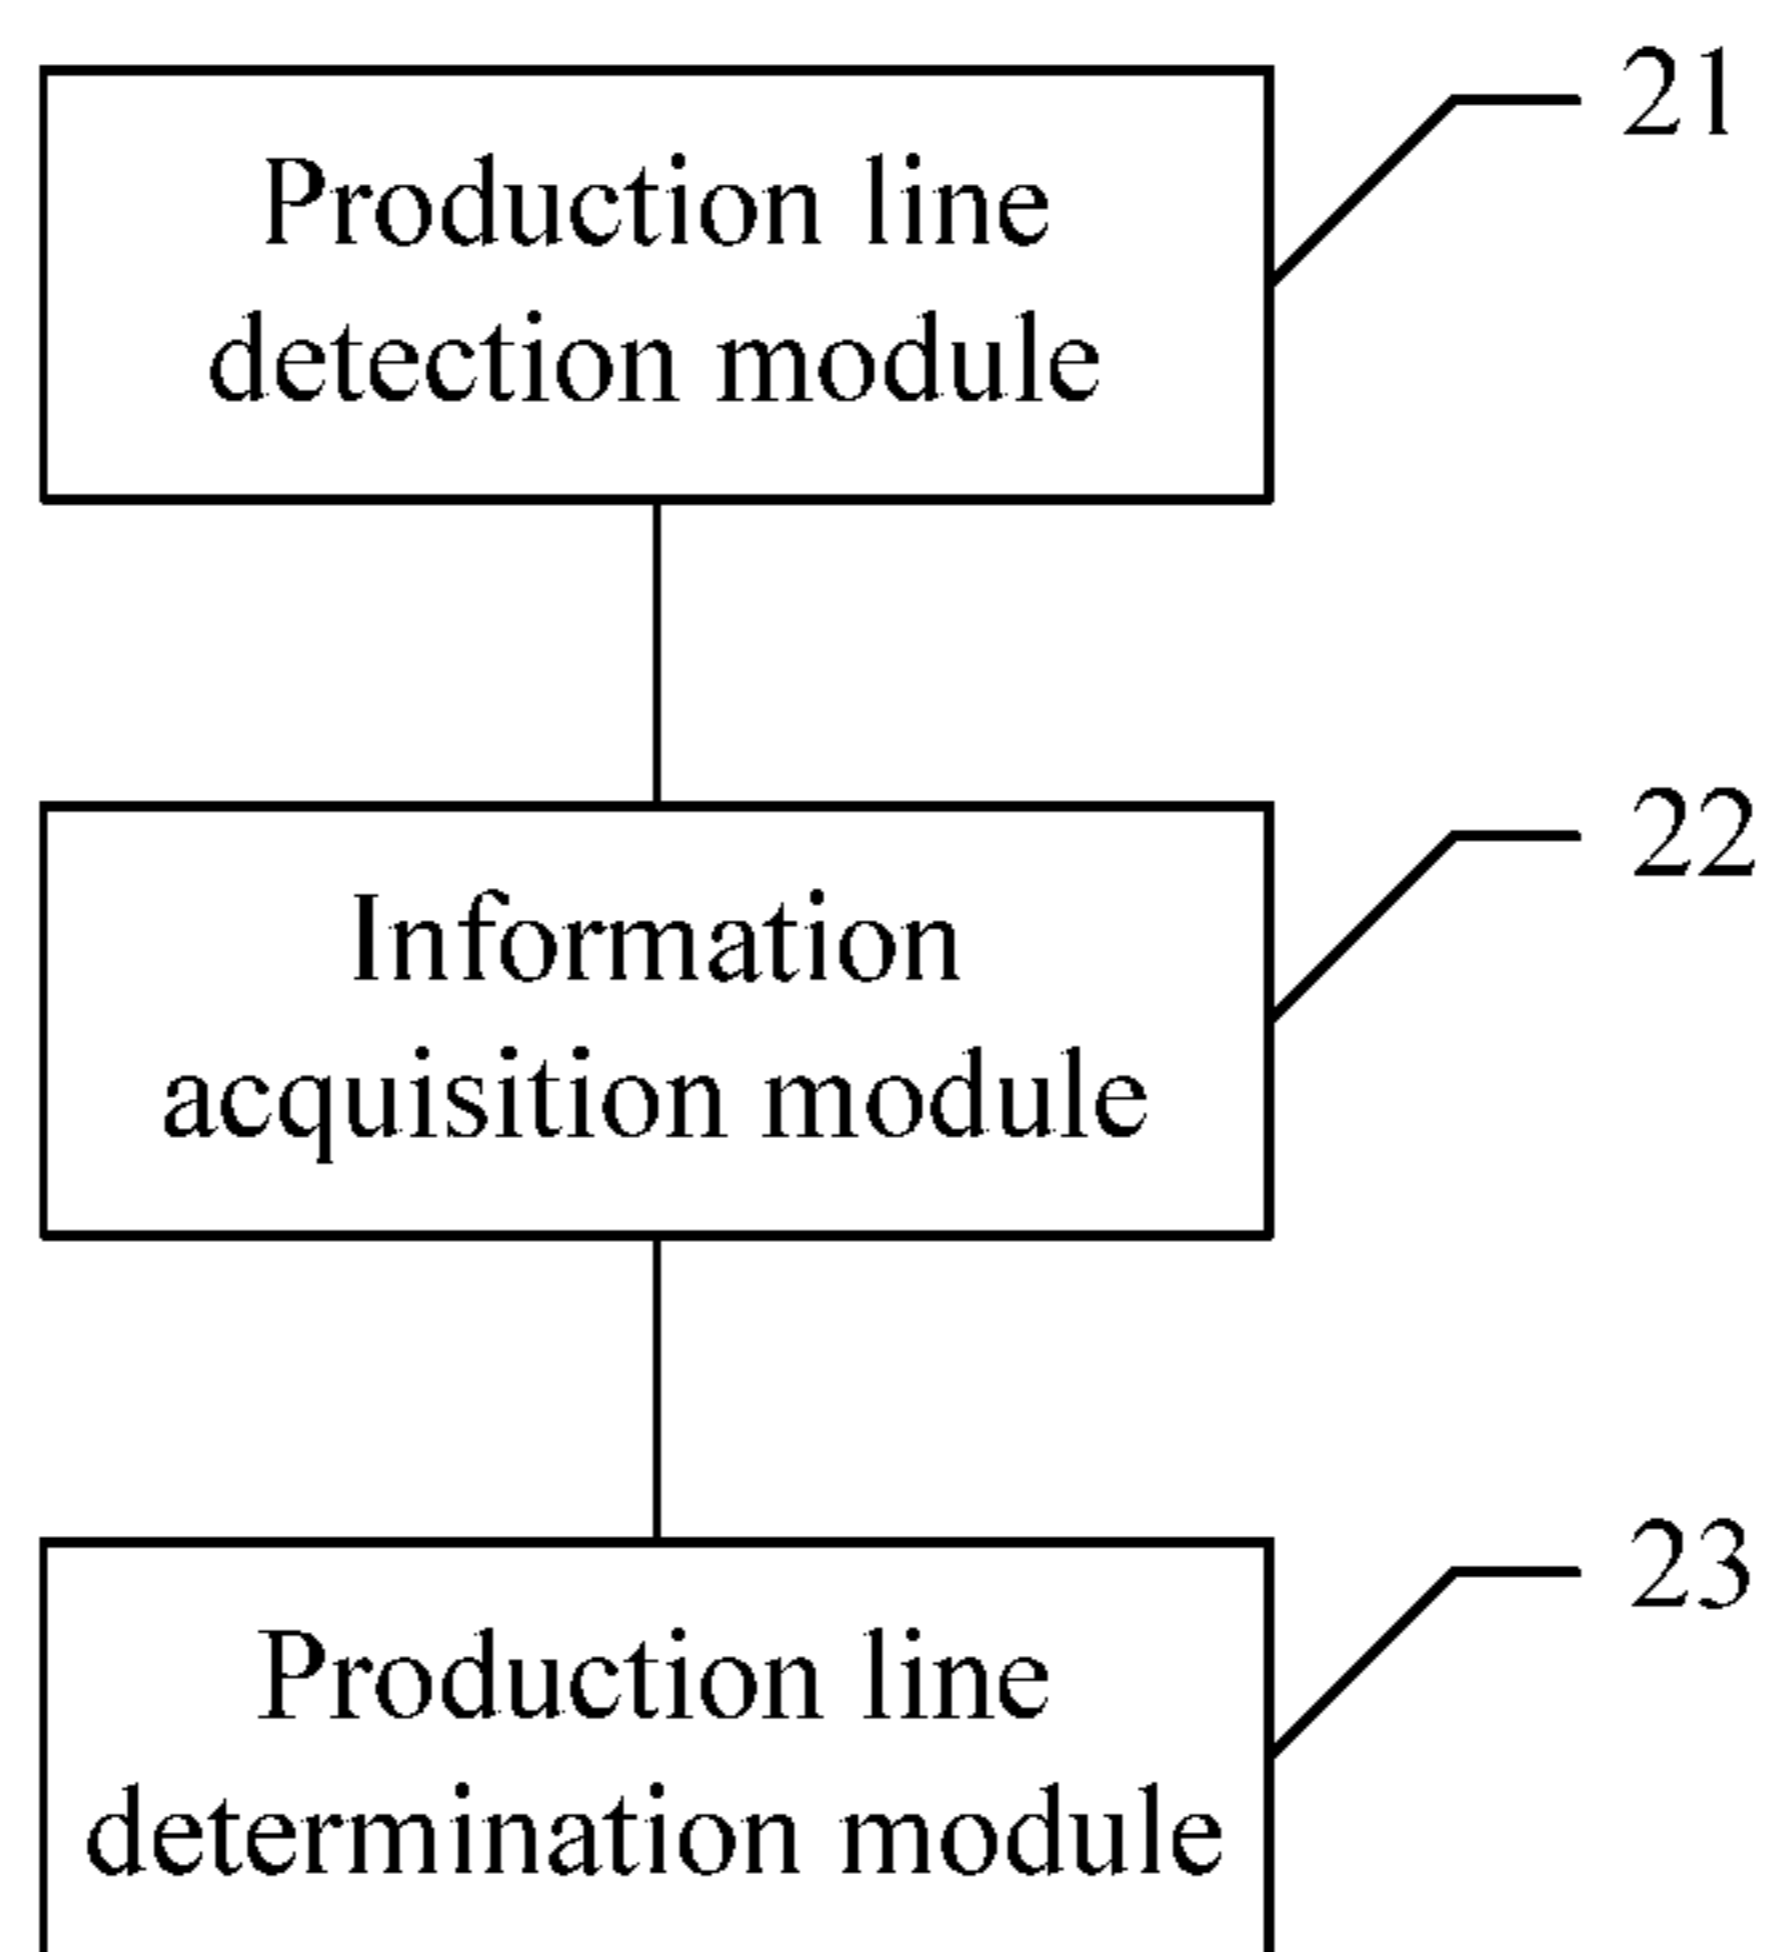 21
Production line
detection module
22
Information
acquisition module
23
Production line
determination module